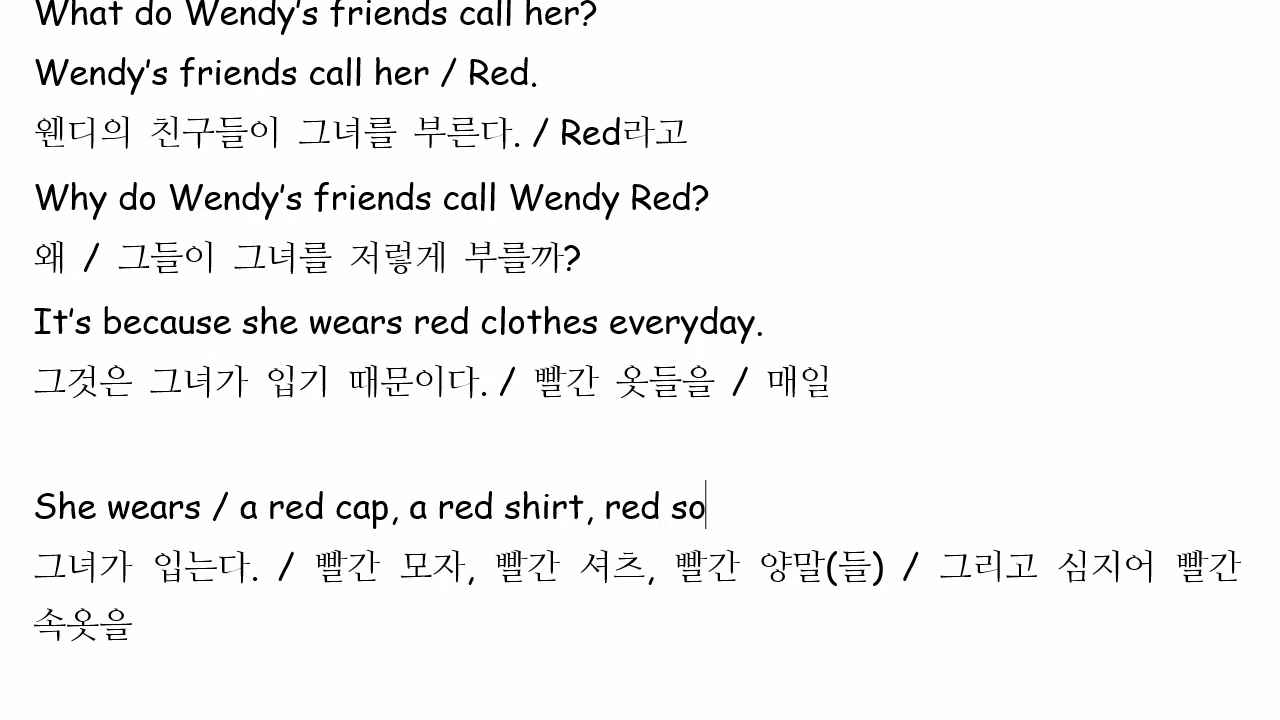 What do Wendy's friends call her?
Wendy's friends call her / Red.
웬디의 친구들이 그녀를 부른다. / Red라고
Why do Wendy's friends call Wendy Red?
왜 / 그들이 그녀를 저렇게 부를까?
It's because she wears red clothes everyday.
그것은 그녀가 입기 때문이다. / 빨간 옷들을 / 매일
She wears / a red cap, a red shirt, red so
그녀가 입는다. / 빨간 모자, 빨간 셔츠, 빨간 양말(들) / 그리고 심지어 빨간
속옷을